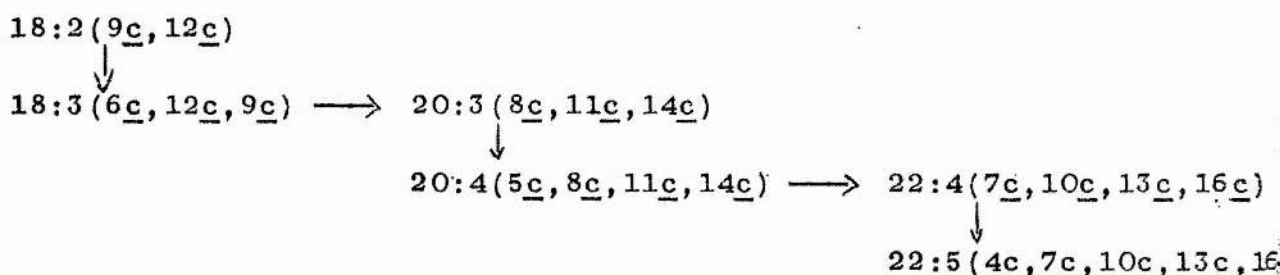 18:2(9c,12c)
18:3(6c,12c,9c) ⟶ 20:3(8c,11c,14c)
20:4(5c,8c,11c,14c) ⟶ 22:4(7c,10c,13c,16c)
22:5(4c,7c,10c,13c,16